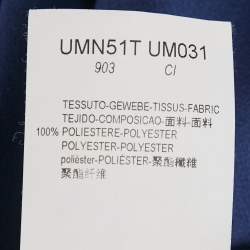 UMN51T UM031
903 CI
TESSUTO-GEWEBE-TISSUS-FABRIC
TEJIDO-COMPOSICAO-面料-面料
100% POLIESTERE-POLYESTER
POLYESTER-POLYESTER
poliéster-POLIÉSTER-聚酯纖維
聚酯纤维